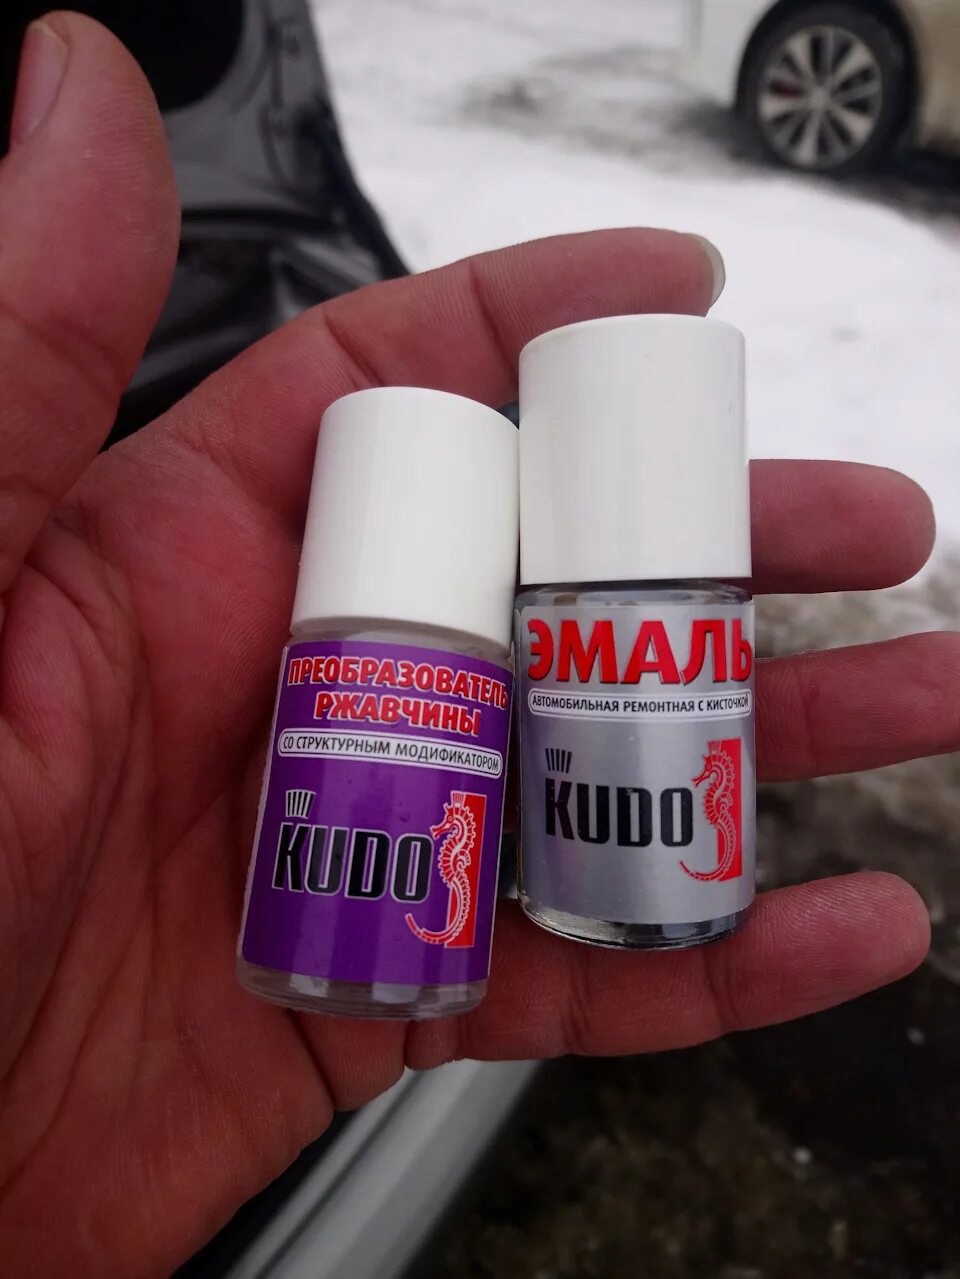 ПРЕОБРАЗОВАТЕЛЬ
РЖАВЧИНЫ
СО СТРУКТУРНЫМ МОДИФИКАТОРОМ
KUDO
ЭМАЛЬ
АВТОМОБИЛЬНАЯ РЕМОНТНАЯ С КИСТОЧКОЙ
KUDO